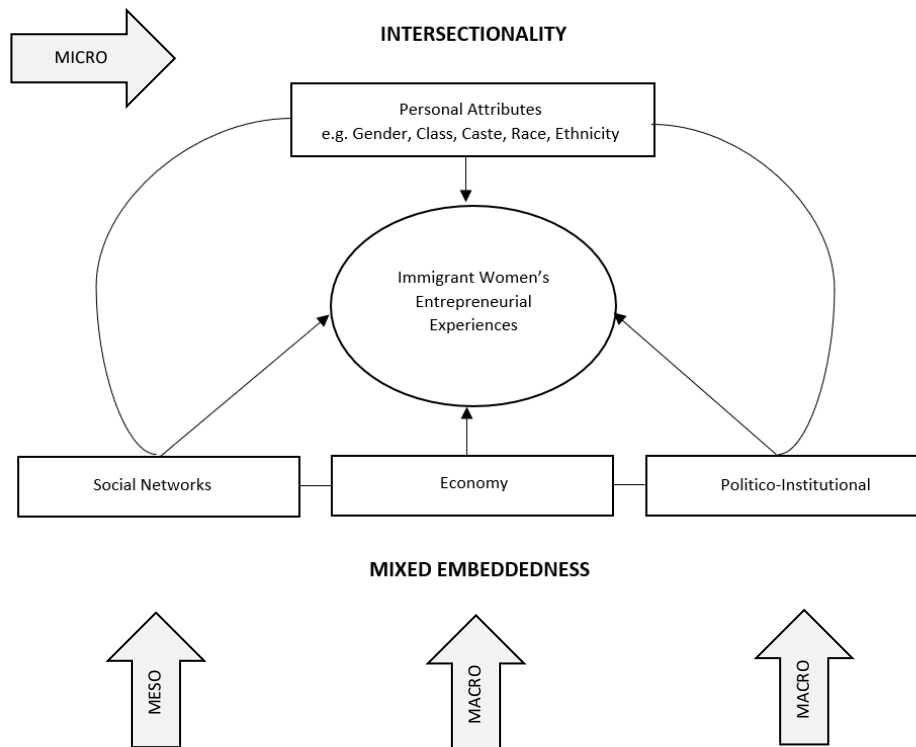 INTERSECTIONALITY
MICRO
Personal Attributes
e.g. Gender, Class, Caste, Race, Ethnicity
Immigrant Women’s
Entrepreneurial
Experiences
Social Networks
Economy
Politico-Institutional
MIXED EMBEDDEDNESS
MESO
MACRO
MACRO